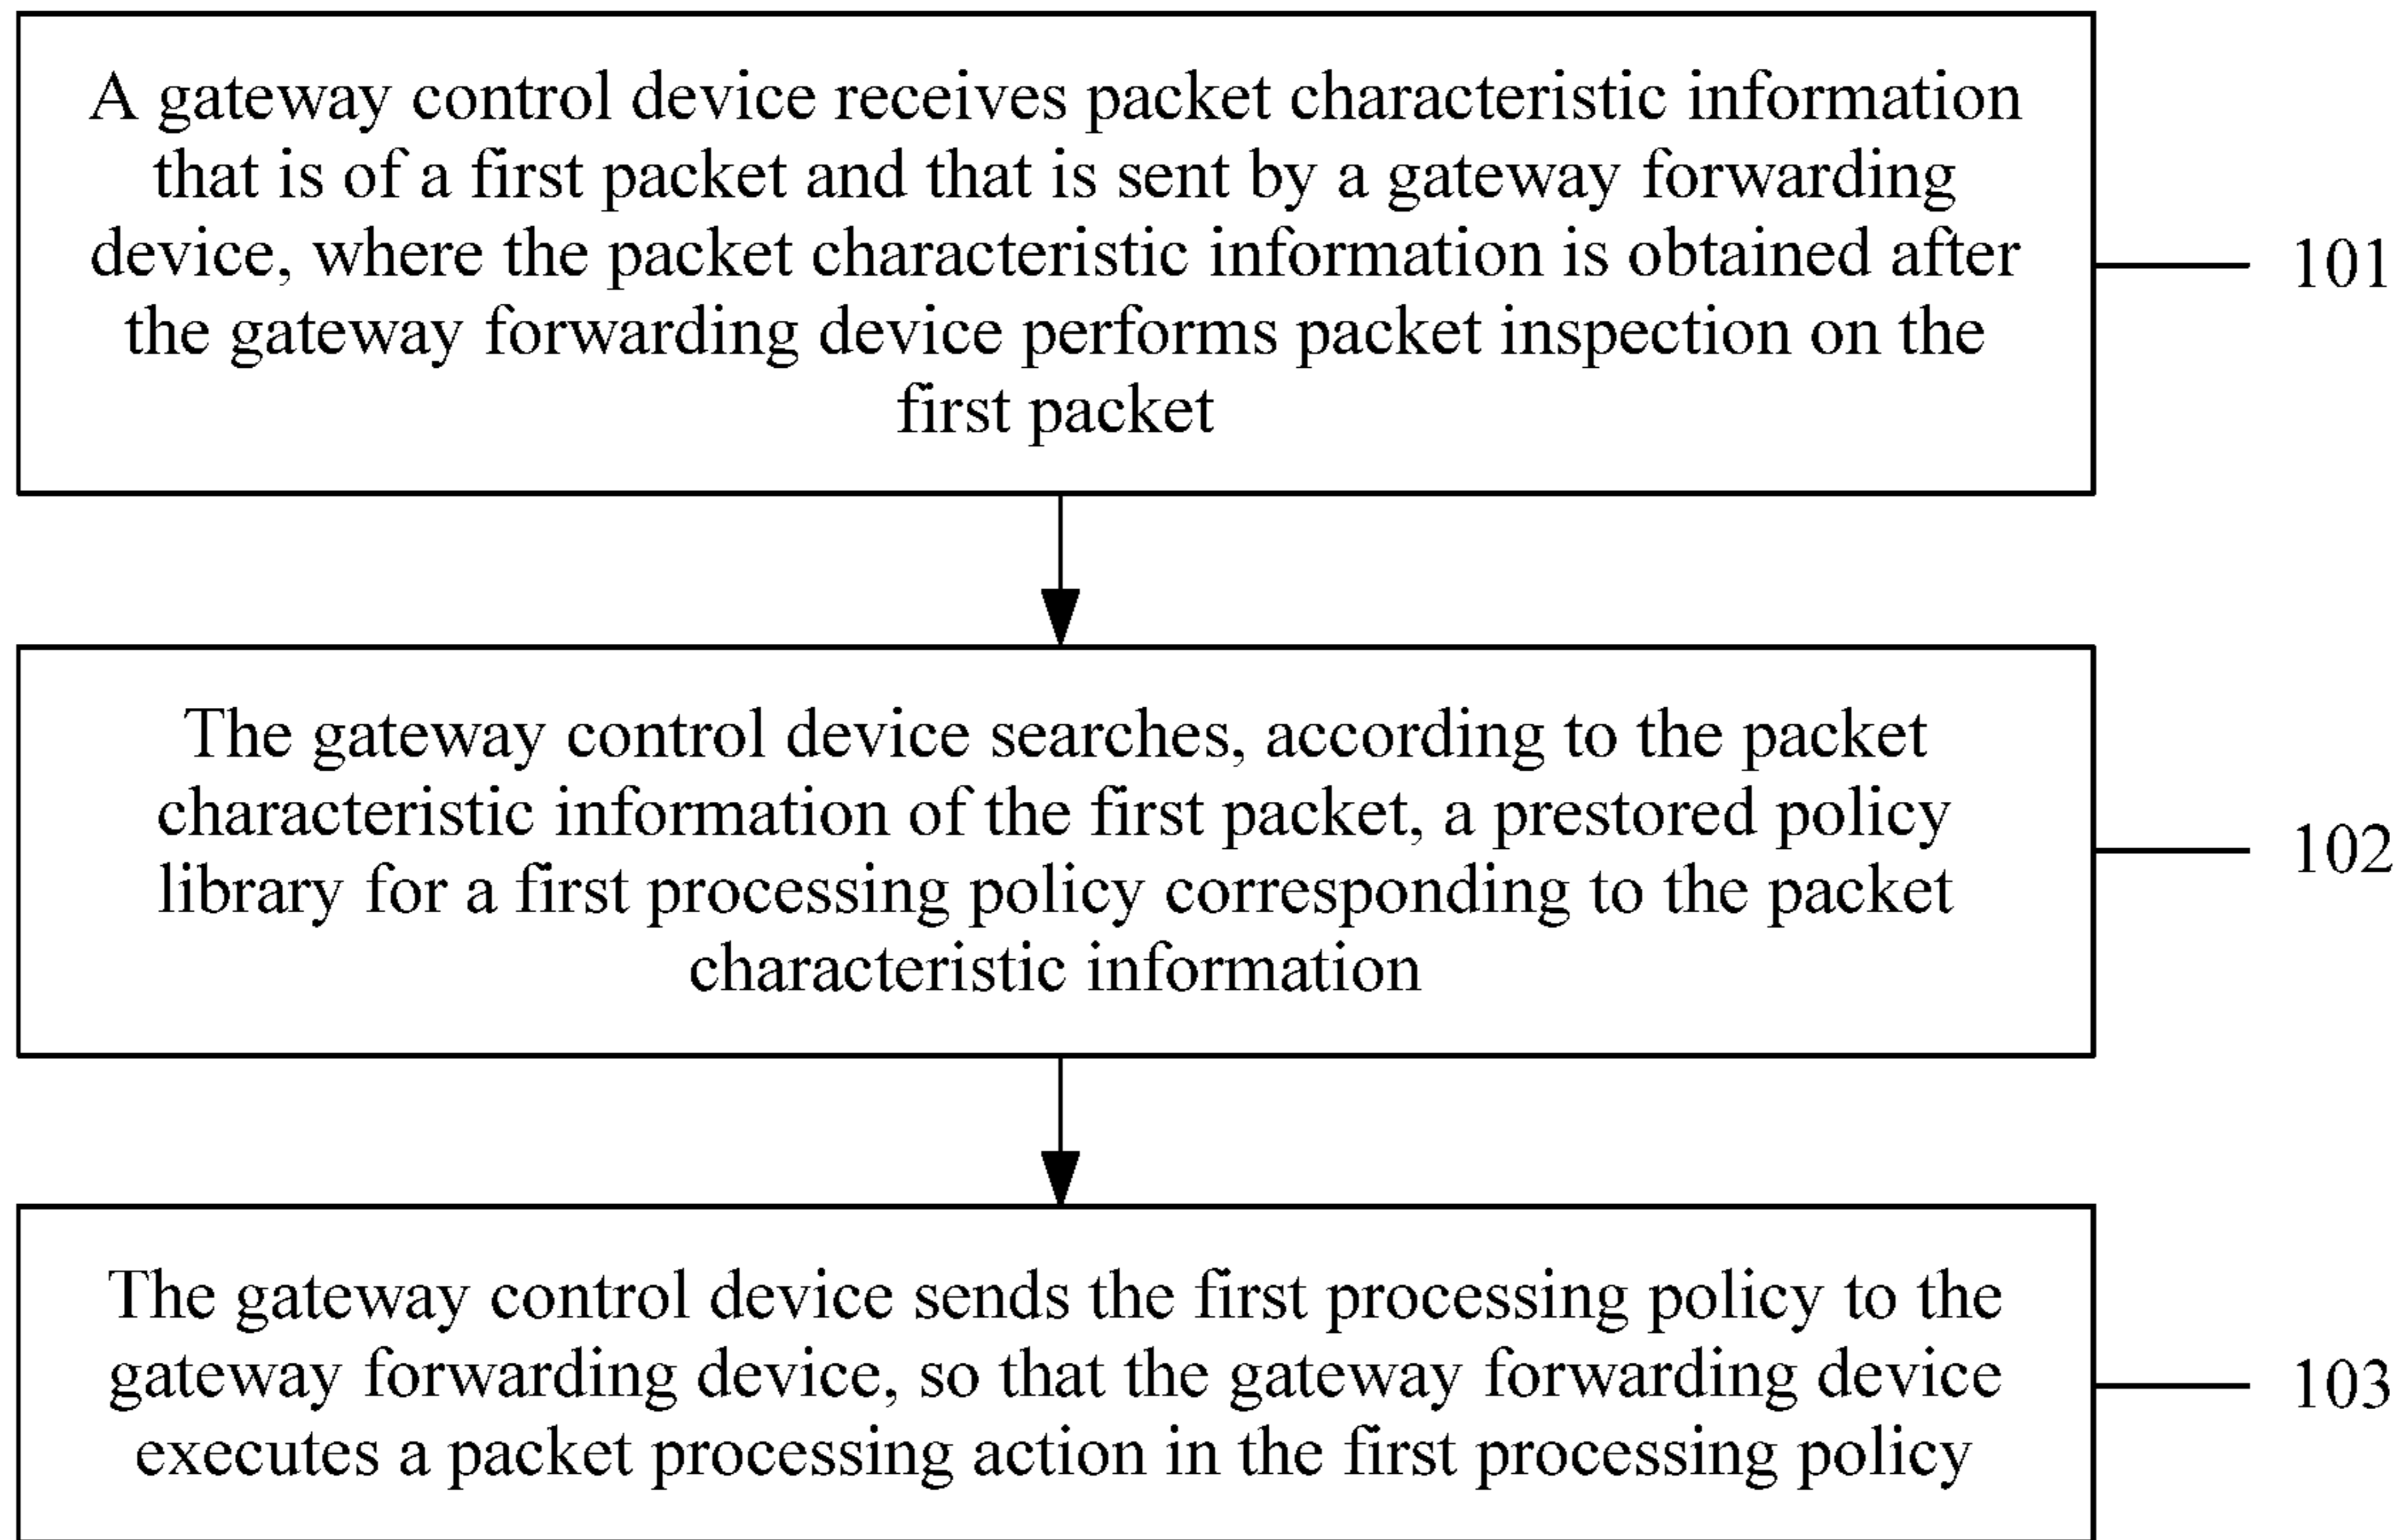 A gateway control device receives packet characteristic information
that is of a first packet and that is sent by a gateway forwarding
device, where the packet characteristic information is obtained after
the gateway forwarding device performs packet inspection on the
first packet
101
The gateway control device searches, according to the packet
characteristic information of the first packet, a prestored policy
library for a first processing policy corresponding to the packet
characteristic information
102
The gateway control device sends the first processing policy to the
gateway forwarding device, so that the gateway forwarding device
executes a packet processing action in the first processing policy
103